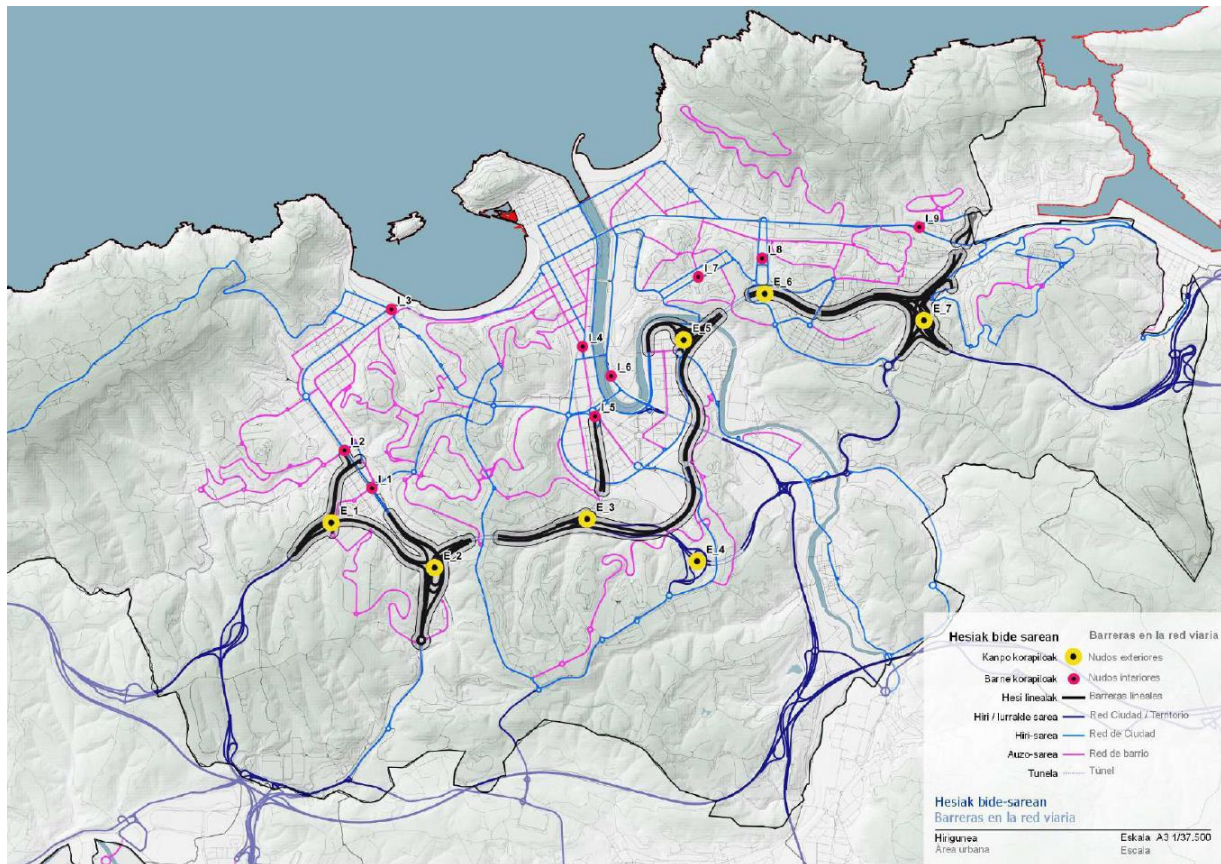 I_9
I_8
I_7
E_6
I_3
E_7
E_5
I_4
I_6
I_5
I_2
I_1
E_1
E_3
E_2
E_4
Hesiak bide sarean Barreras en la red viaria
Kanpo korapiloak Nudos exteriores
Barne korapiloak Nudos interiores
Hesi linealak Barreras lineales
Hiri / lurralde sarea Red Ciudad / Territorio
Hiri-sarea Red de Ciudad
Auzo-sarea Red de barrio
Tunela Túnel
Hesiak bide-sarean
Barreras en la red viaria
Hirigunea Eskala A3 1/37.500
Área urbana Escala